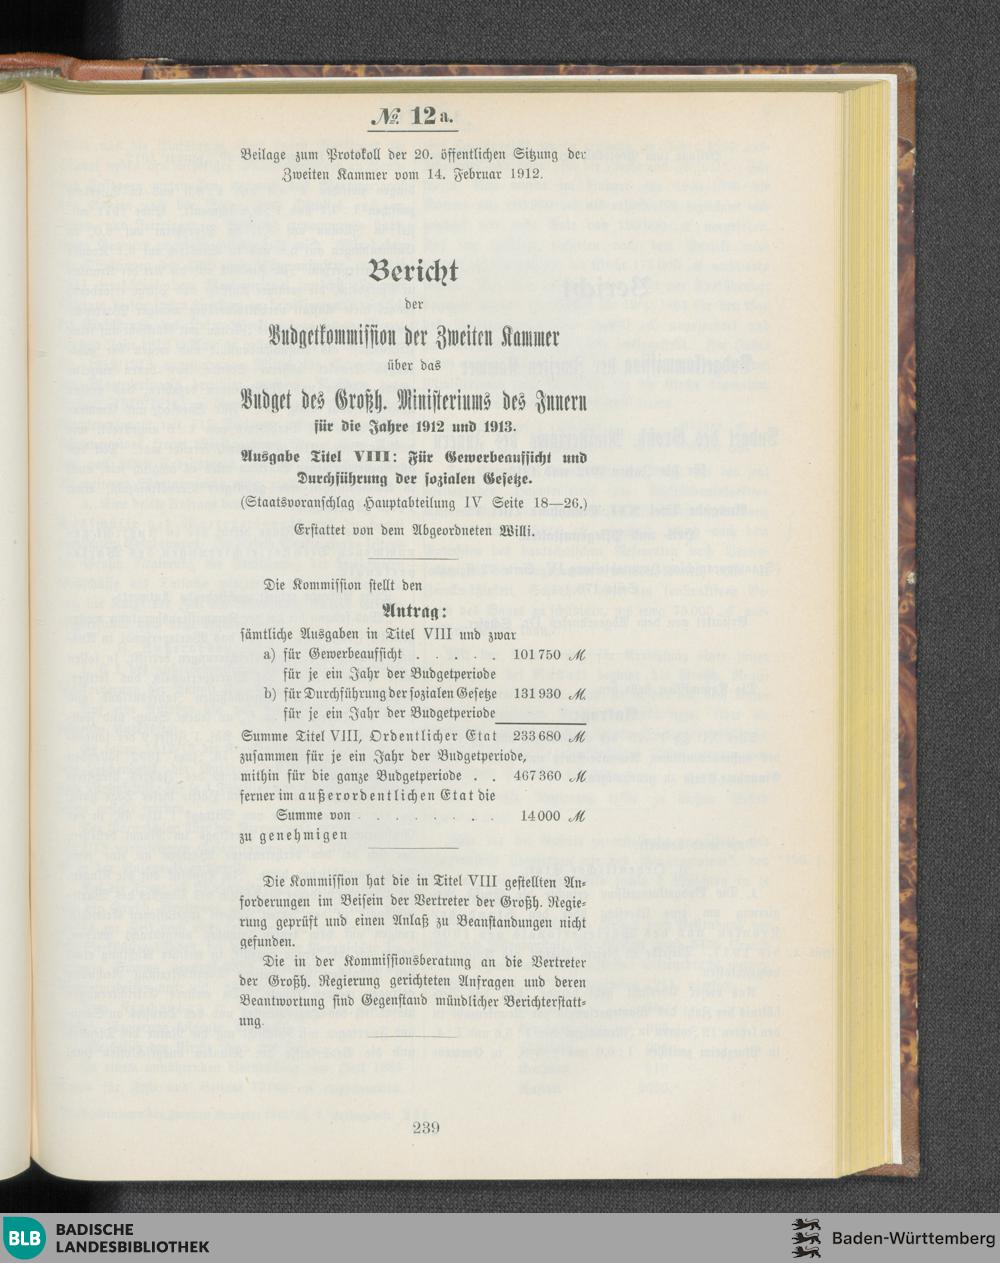 № 12a.
Beilage zum Protokoll der 20. öffentlichen Sitzung der
Zweiten Kammer vom 14. Februar 1912.
Bericht
der
Budgetkommission der Zweiten Kammer
über das
Budget des Großh. Ministeriums des Innern
für die Jahre 1912 und 1913.
Ausgabe Titel VIII: Für Gewerbeaufsicht und
Durchführung der sozialen Gesetze.
(Staatsvoranschlag Hauptabteilung IV Seite 18—26.)
Erstattet von dem Abgeordneten Willi.
Die Kommission stellt den
Antrag:
sämtliche Ausgaben in Titel VIII und zwar
a) für Gewerbeaufsicht . . . . . 101 750 ℳ
für je ein Jahr der Budgetperiode
b) für Durchführung der sozialen Gesetze 131 930 ℳ.
für je ein Jahr der Budgetperiode
Summe Titel VIII, Ordentlicher Etat 233 680 ℳ
zusammen für je ein Jahr der Budgetperiode,
mithin für die ganze Budgetperiode . . 467 360 ℳ
ferner im außerordentlichen Etat die
Summe von . . . . . . . 14 000 ℳ
zu genehmigen
Die Kommission hat die in Titel VIII gestellten An-
forderungen im Beisein der Vertreter der Großh. Regie-
rung geprüft und einen Anlaß zu Beanstandungen nicht
gefunden.
Die in der Kommissionsberatung an die Vertreter
der Großh. Regierung gerichteten Anfragen und deren
Beantwortung sind Gegenstand mündlicher Berichterstatt-
ung.
239
BLB BADISCHE
LANDESBIBLIOTHEK
Baden-Württemberg